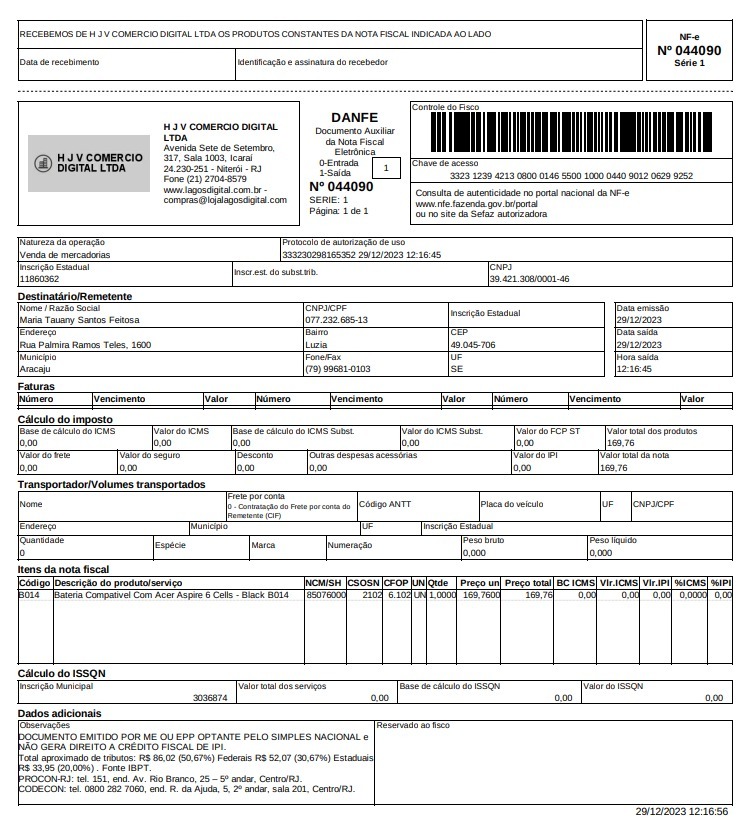 RECEBEMOS DE H J V COMERCIO DIGITAL LTDA OS PRODUTOS CONSTANTES DA NOTA FISCAL INDICADA AO LADO
Data de recebimento
Identificação e assinatura do recebedor
NF-e
Nº 044090
Série 1
H J V COMERCIO
DIGITAL LTDA
H J V COMERCIO DIGITAL
LTDA
Avenida Sete de Setembro,
317, Sala 1003, Icaraí
24.230-251 - Niterói - RJ
Fone (21) 2704-8579
www.lagosdigital.com.br -
compras@lojalagosdigital.com
DANFE
Documento Auxiliar
da Nota Fiscal
Eletrônica
0-Entrada
1-Saída
1
Nº 044090
SERIE: 1
Página: 1 de 1
Controle do Fisco
Chave de acesso
3323 1239 4213 0800 0146 5500 1000 0440 9012 0629 9252
Consulta de autenticidade no portal nacional da NF-e
www.nfe.fazenda.gov.br/portal
ou no site da Sefaz autorizadora
Natureza da operação
Venda de mercadorias
Protocolo de autorização de uso
333230298165352 29/12/2023 12:16:45
Inscrição Estadual
11860362
Inscr.est. do subst.trib.
CNPJ
39.421.308/0001-46
Destinatário/Remetente
Nome / Razão Social
Maria Tauany Santos Feitosa
CNPJ/CPF
077.232.685-13
Inscrição Estadual
Data emissão
29/12/2023
Endereço
Rua Palmira Ramos Teles, 1600
Bairro
Luzia
CEP
49.045-706
Data saída
29/12/2023
Município
Aracaju
Fone/Fax
(79) 99681-0103
UF
SE
Hora saída
12:16:45
Faturas
Número Vencimento Valor Número Vencimento Valor Número Vencimento Valor
Cálculo do imposto
Base de cálculo do ICMS
0,00
Valor do ICMS
0,00
Base de cálculo do ICMS Subst.
0,00
Valor do ICMS Subst.
0,00
Valor do FCP ST
0,00
Valor total dos produtos
169,76
Valor do frete
0,00
Valor do seguro
0,00
Desconto
0,00
Outras despesas acessórias
0,00
Valor do IPI
0,00
Valor total da nota
169,76
Transportador/Volumes transportados
Nome
Frete por conta
0 - Contratação do Frete por conta do
Remetente (CIF)
Código ANTT
Placa do veículo
UF
CNPJ/CPF
Endereço
Município
UF
Inscrição Estadual
Quantidade
0
Espécie
Marca
Numeração
Peso bruto
0,000
Peso líquido
0,000
Itens da nota fiscal
Código Descrição do produto/serviço NCM/SH CSOSN CFOP UN Qtde Preço un Preço total BC ICMS Vlr.ICMS Vlr.IPI %ICMS %IPI
B014 Bateria Compativel Com Acer Aspire 6 Cells - Black B014 85076000 2102 6.102 UN 1,0000 169,7600 169,76 0,00 0,00 0,00 0,0000 0,00
Cálculo do ISSQN
Inscrição Municipal
3036874
Valor total dos serviços
0,00
Base de cálculo do ISSQN
0,00
Valor do ISSQN
0,00
Dados adicionais
Observações
DOCUMENTO EMITIDO POR ME OU EPP OPTANTE PELO SIMPLES NACIONAL e
NÃO GERA DIREITO A CRÉDITO FISCAL DE IPI.
Total aproximado de tributos: R$ 86,02 (50,67%) Federais R$ 52,07 (30,67%) Estaduais
R$ 33,95 (20,00%) . Fonte IBPT.
PROCON-RJ: tel. 151, end. Av. Rio Branco, 25 – 5º andar, Centro/RJ.
CODECON: tel. 0800 282 7060, end. R. da Ajuda, 5, 2º andar, sala 201, Centro/RJ.
Reservado ao fisco
29/12/2023 12:16:56